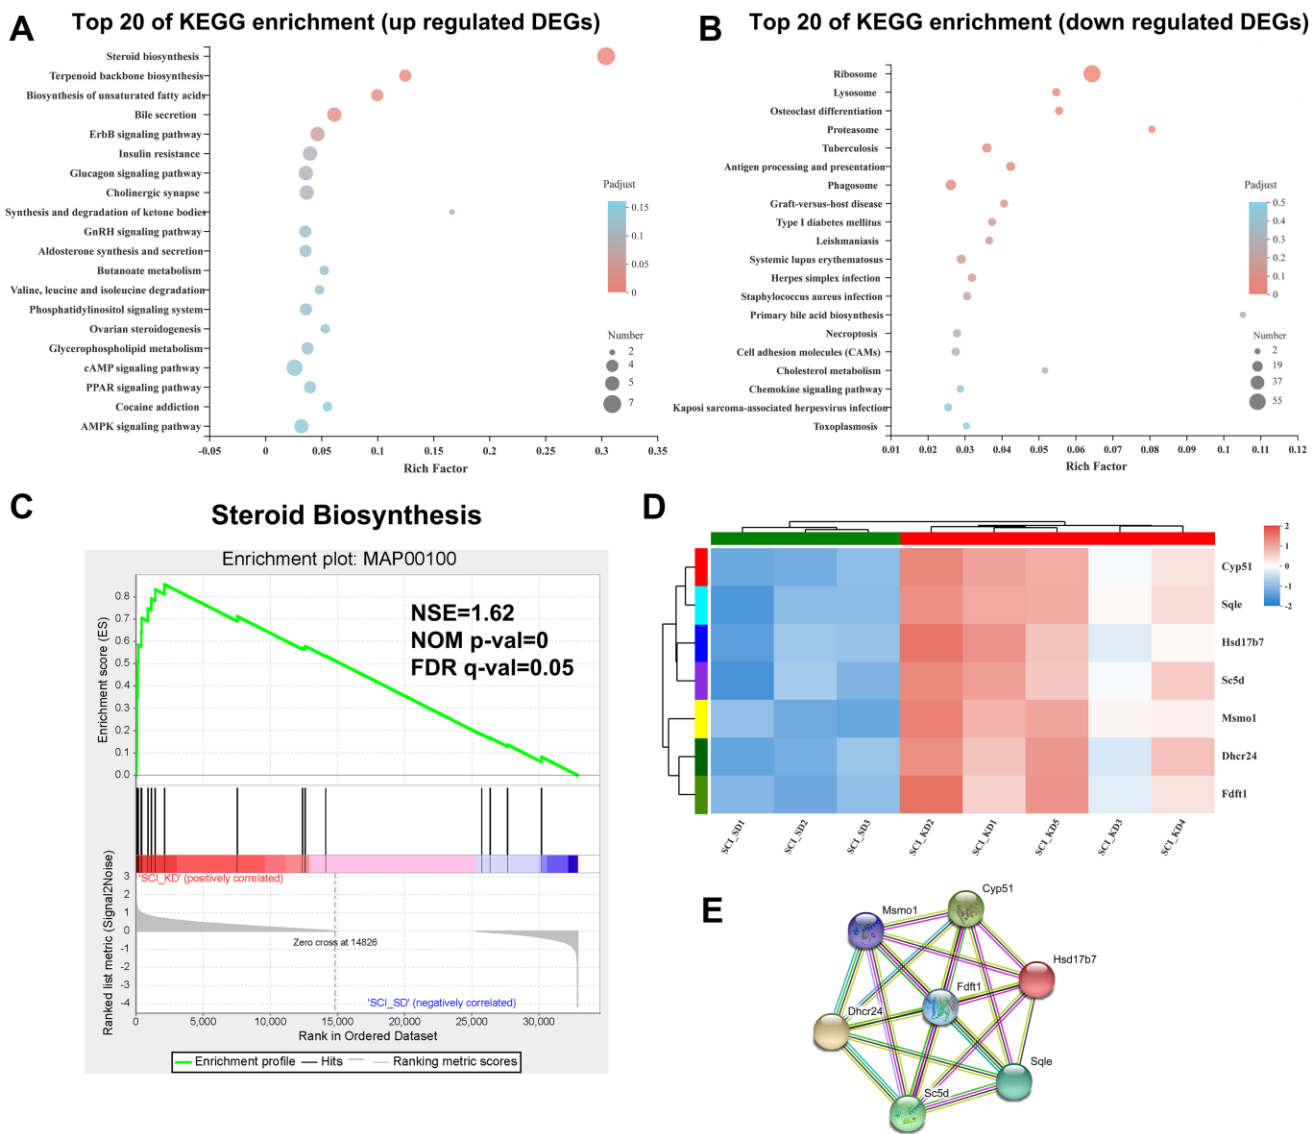 A
Top 20 of KEGG enrichment (up regulated DEGs)
Steroid biosynthesis
Terpenoid backbone biosynthesis
Biosynthesis of unsaturated fatty acids
Bile secretion
ErbB signaling pathway
Insulin resistance
Glucagon signaling pathway
Cholinergic synapse
Synthesis and degradation of ketone bodies
GnRH signaling pathway
Aldosterone synthesis and secretion
Butanoate metabolism
Valine, leucine and isoleucine degradation
Phosphatidylinositol signaling system
Ovarian steroidogenesis
Glycerophospholipid metabolism
cAMP signaling pathway
PPAR signaling pathway
Cocaine addiction
AMPK signaling pathway
-0.05 0 0.05 0.1 0.15 0.2 0.25 0.3 0.35
Rich Factor
Padjust
0.15
0.1
0.05
0
Number
2
4
5
7
B
Top 20 of KEGG enrichment (down regulated DEGs)
Ribosome
Lysosome
Osteoclast differentiation
Proteasome
Tuberculosis
Antigen processing and presentation
Phagosome
Graft-versus-host disease
Type I diabetes mellitus
Leishmaniasis
Systemic lupus erythematosus
Herpes simplex infection
Staphylococcus aureus infection
Primary bile acid biosynthesis
Necroptosis
Cell adhesion molecules (CAMs)
Cholesterol metabolism
Chemokine signaling pathway
Kaposi sarcoma-associated herpesvirus infection
Toxoplasmosis
0.01 0.02 0.03 0.04 0.05 0.06 0.07 0.08 0.09 0.1 0.11 0.12
Rich Factor
Padjust
0.5
0.4
0.3
0.2
0.1
0
Number
2
19
37
55
C
Steroid Biosynthesis
Enrichment plot: MAP00100
NSE=1.62
NOM p-val=0
FDR q-val=0.05
Enrichment score (ES)
0.8
0.7
0.6
0.5
0.4
0.3
0.2
0.1
0.0
Ranked list metric (Signal2Noise)
3
2
1
0
-1
-2
-3
-4
'SCI_KD' (positively correlated)
Zero cross at 14826
'SCI_SD' (negatively correlated)
0 5,000 10,000 15,000 20,000 25,000 30,000
Rank in Ordered Dataset
Enrichment profile Hits Ranking metric scores
D
2
1
0
-1
-2
Cyp51
Sqle
Hsd17b7
Sc5d
Msmo1
Dhcr24
Fdft1
SCI_SD1 SCI_SD2 SCI_SD3 SCI_KD2 SCI_KD1 SCI_KD5 SCI_KD3 SCI_KD4
E
Cyp51
Msmo1
Hsd17b7
Fdft1
Dhcr24
Sqle
Sc5d